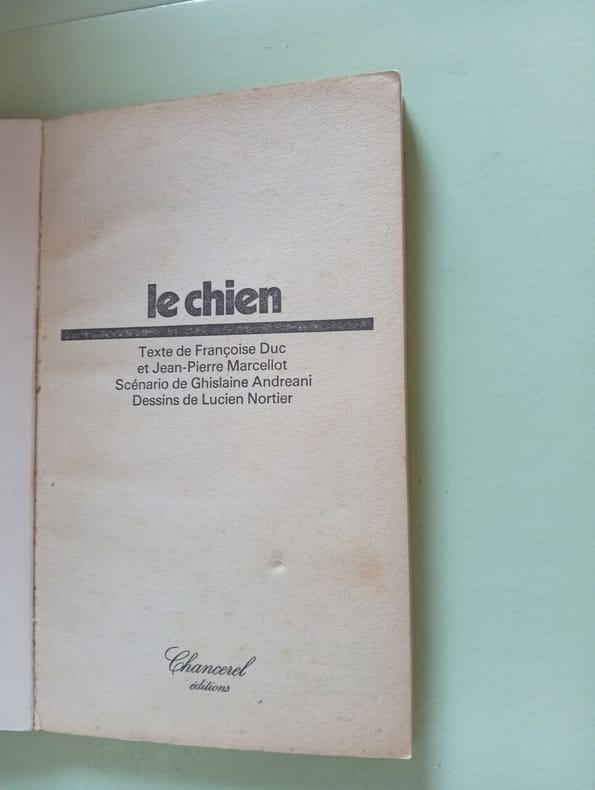 le chien
Texte de Françoise Duc
et Jean-Pierre Marcellot
Scénario de Ghislaine Andreani
Dessins de Lucien Nortier
Chancerel
éditions